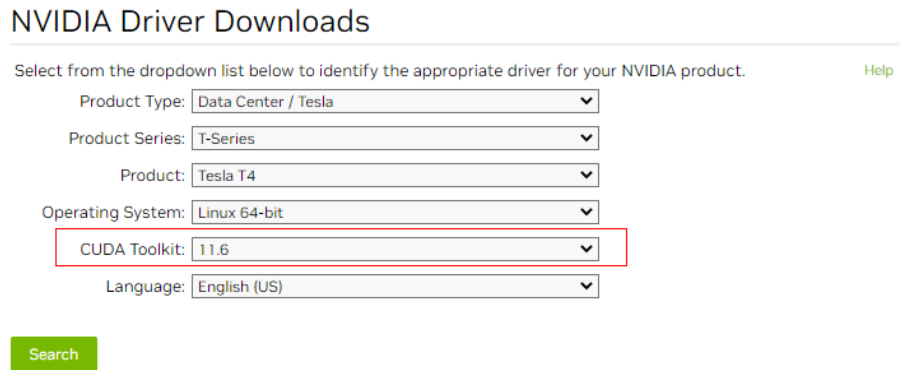 NVIDIA Driver Downloads
Select from the dropdown list below to identify the appropriate driver for your NVIDIA product. Help
Product Type: Data Center / Tesla
Product Series: T-Series
Product: Tesla T4
Operating System: Linux 64-bit
CUDA Toolkit: 11.6
Language: English (US)
Search